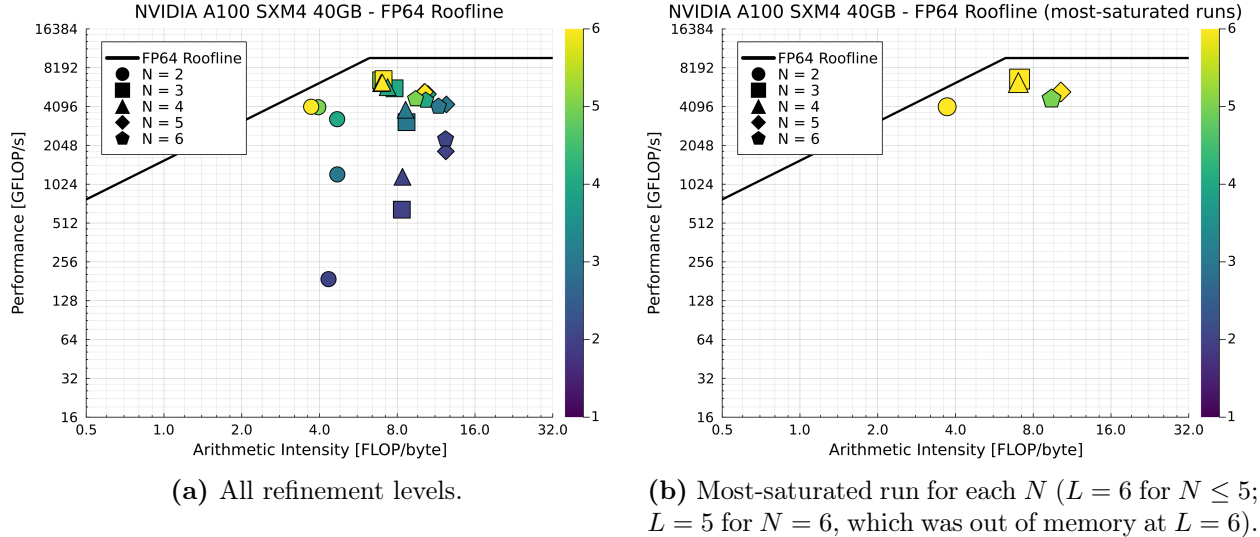 NVIDIA A100 SXM4 40GB - FP64 Roofline
Performance [GFLOP/s]
16384
8192
4096
2048
1024
512
256
128
64
32
16
FP64 Roofline
N = 2
N = 3
N = 4
N = 5
N = 6
0.5 1.0 2.0 4.0 8.0 16.0 32.0
Arithmetic Intensity [FLOP/byte]
6
5
4
3
2
1
(a) All refinement levels.
NVIDIA A100 SXM4 40GB - FP64 Roofline (most-saturated runs)
Performance [GFLOP/s]
16384
8192
4096
2048
1024
512
256
128
64
32
16
FP64 Roofline
N = 2
N = 3
N = 4
N = 5
N = 6
0.5 1.0 2.0 4.0 8.0 16.0 32.0
Arithmetic Intensity [FLOP/byte]
6
5
4
3
2
1
(b) Most-saturated run for each N (L = 6 for N ≤ 5;
L = 5 for N = 6, which was out of memory at L = 6).